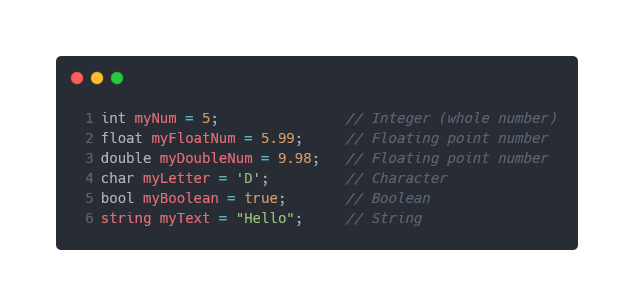 1 int myNum = 5;               // Integer (whole number)
2 float myFloatNum = 5.99;     // Floating point number
3 double myDoubleNum = 9.98;   // Floating point number
4 char myLetter = 'D';         // Character
5 bool myBoolean = true;       // Boolean
6 string myText = "Hello";     // String